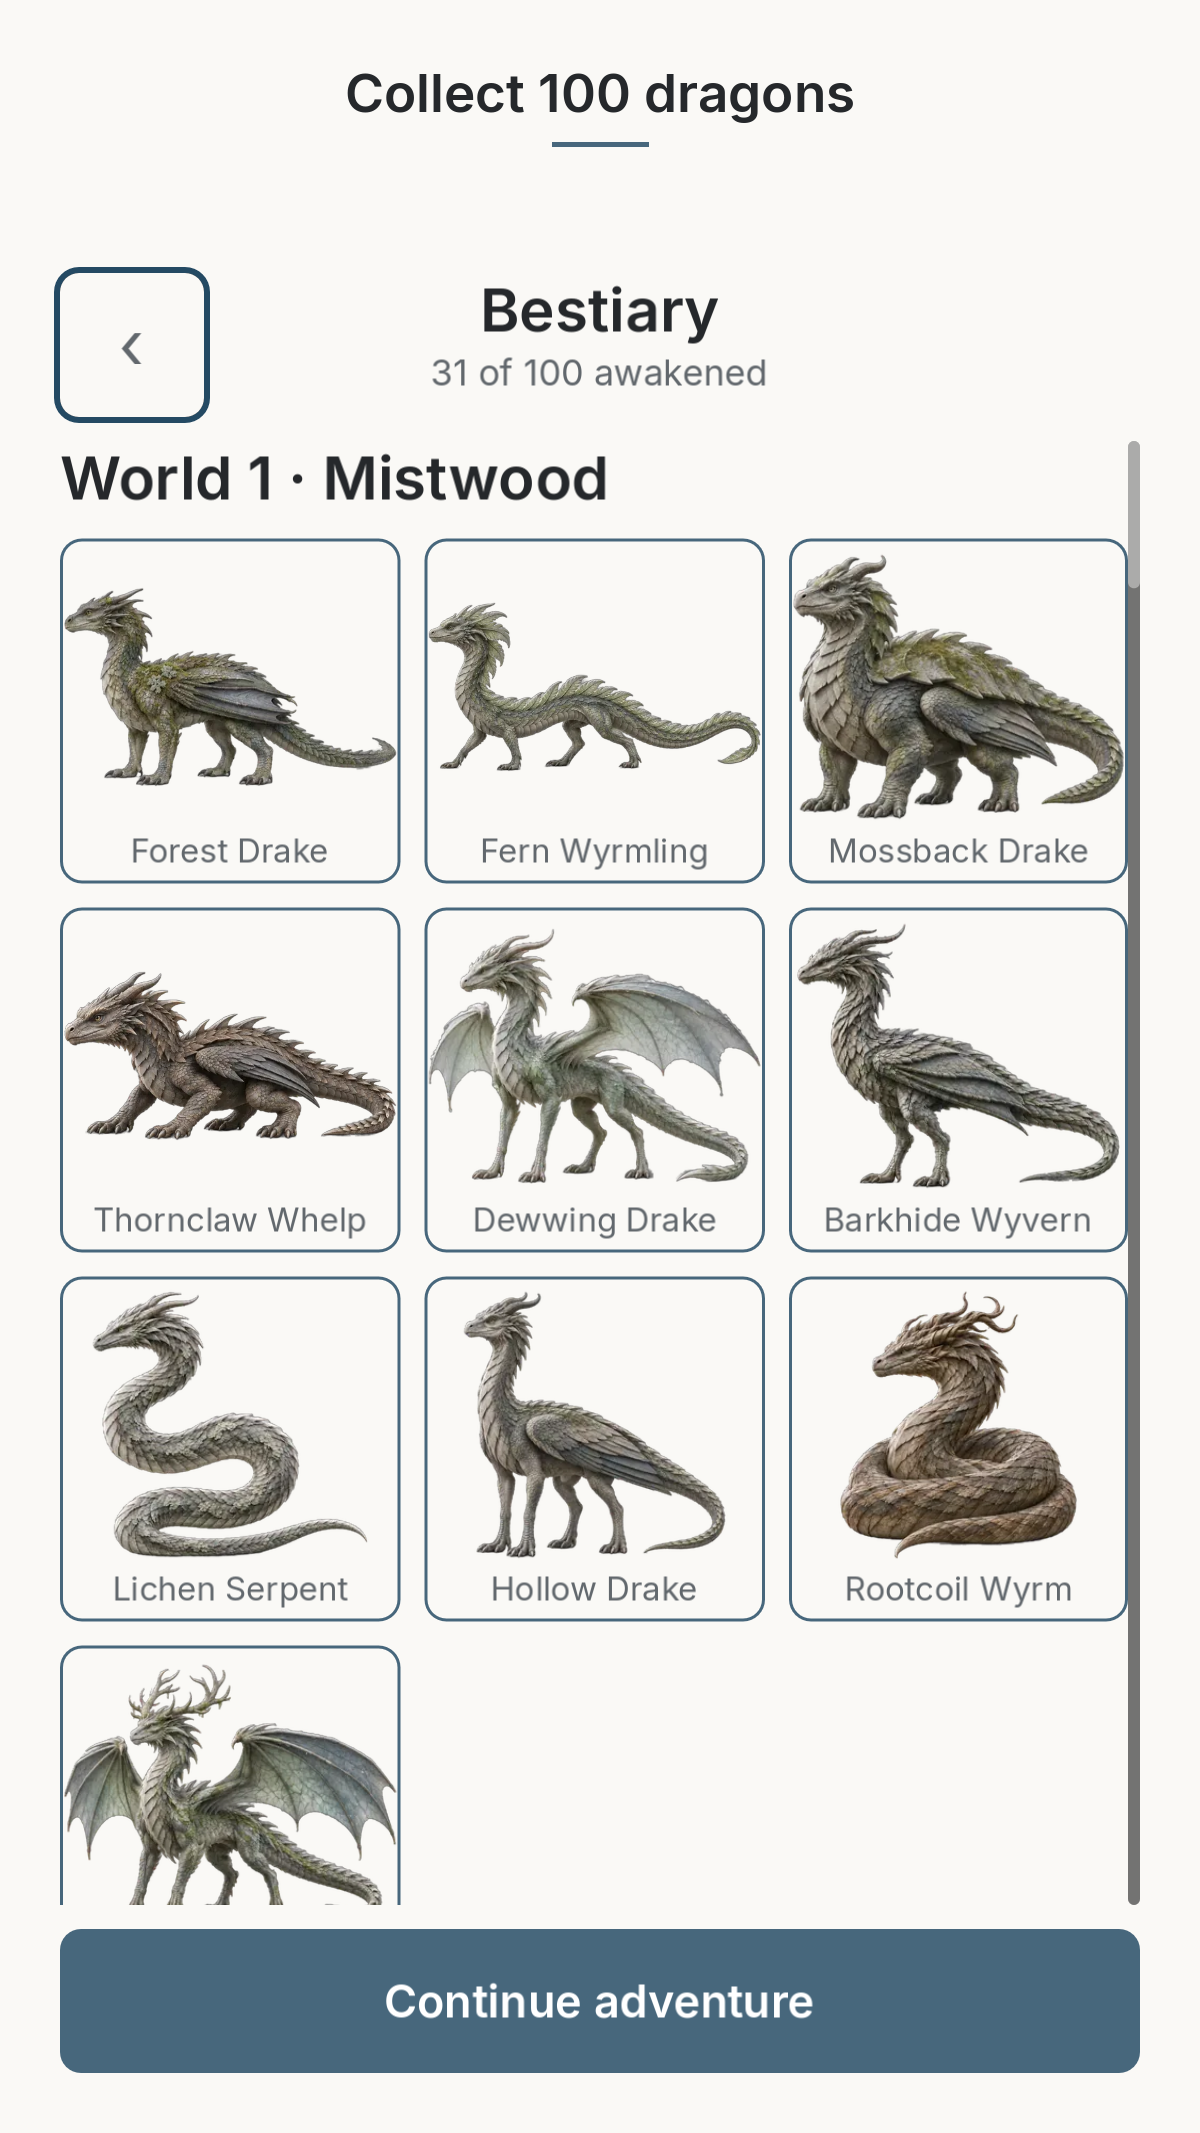 Collect 100 dragons
‹
Bestiary
31 of 100 awakened
World 1 · Mistwood
Forest Drake
Fern Wyrmling
Mossback Drake
Thornclaw Whelp
Dewwing Drake
Barkhide Wyvern
Lichen Serpent
Hollow Drake
Rootcoil Wyrm
Continue adventure